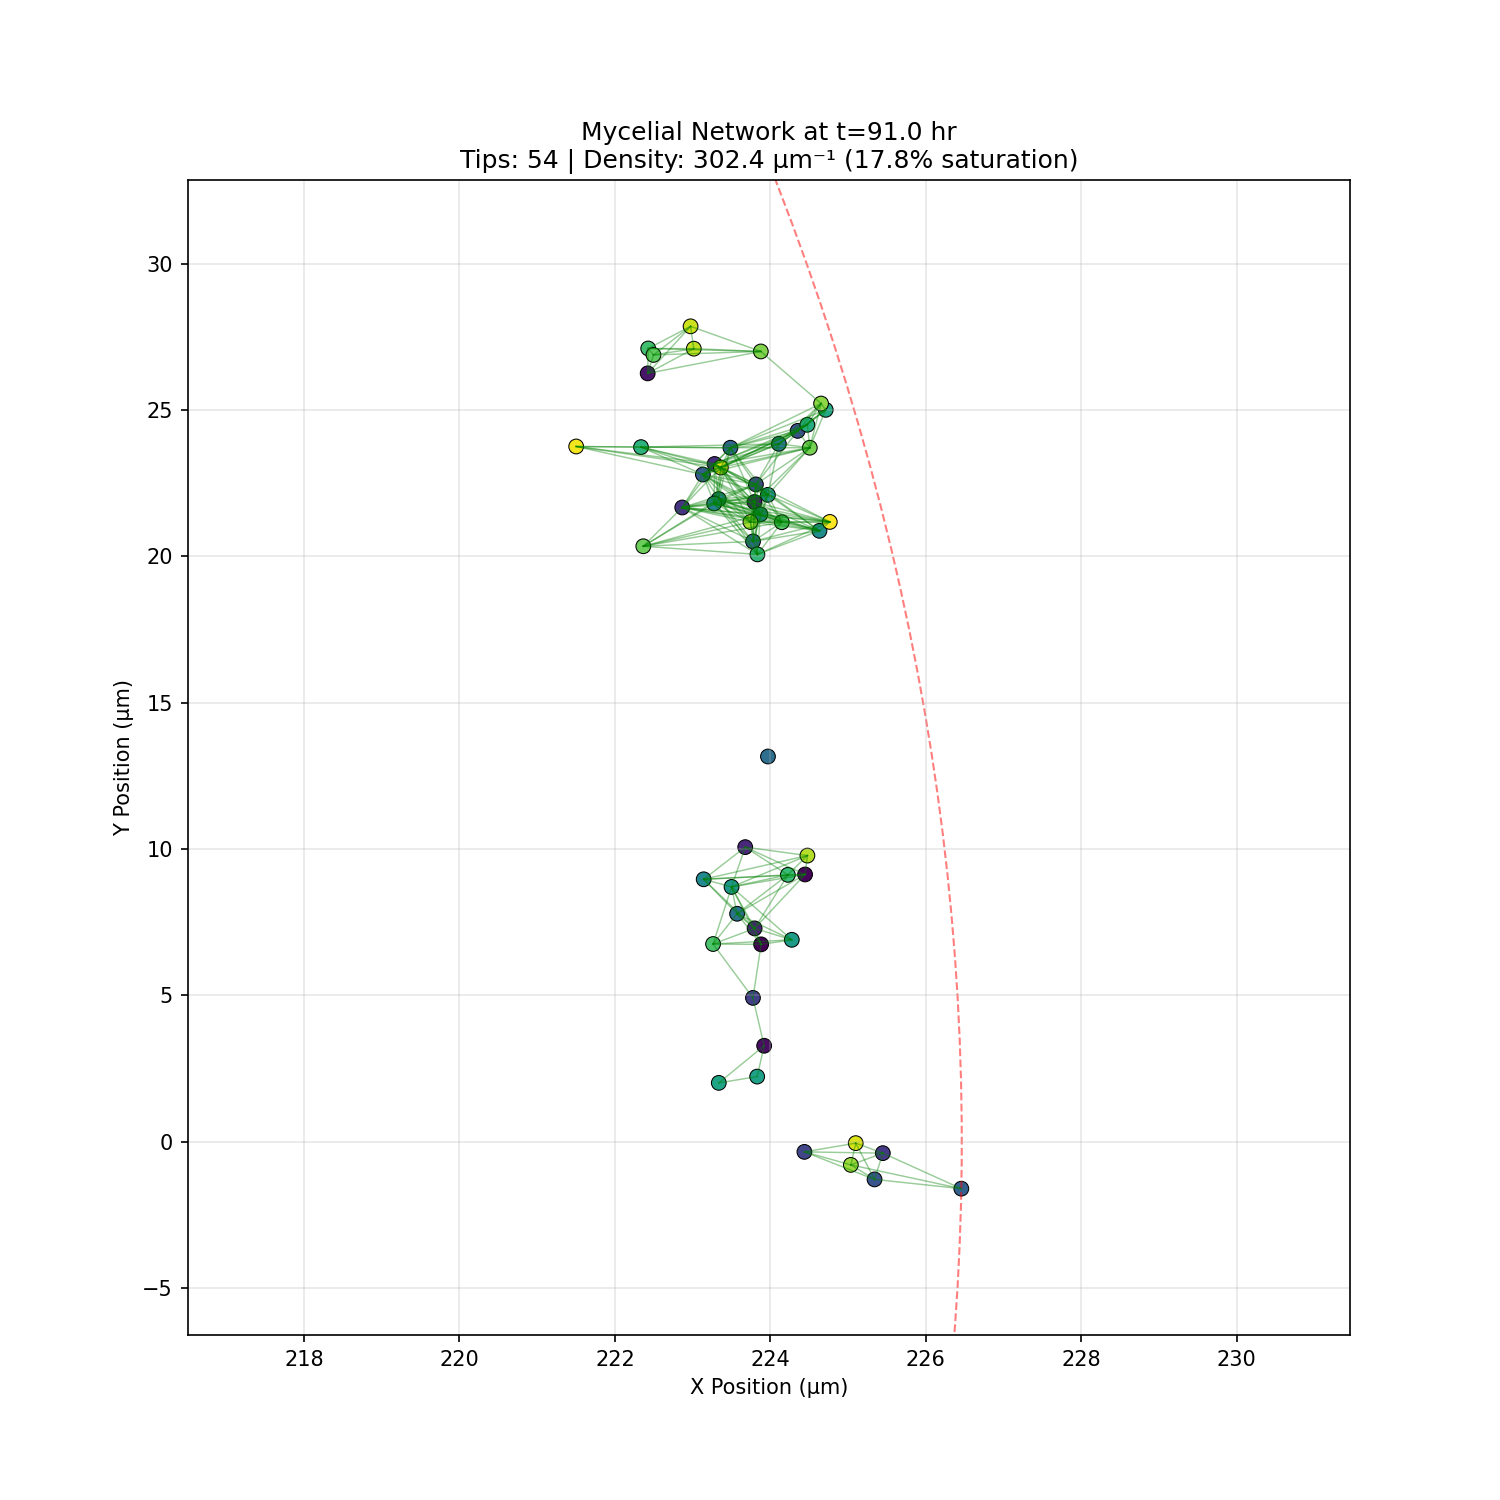 Mycelial Network at t=91.0 hr
Tips: 54 | Density: 302.4 μm⁻¹ (17.8% saturation)
30
25
20
15
10
5
0
−5
Y Position (μm)
218 220 222 224 226 228 230
X Position (μm)